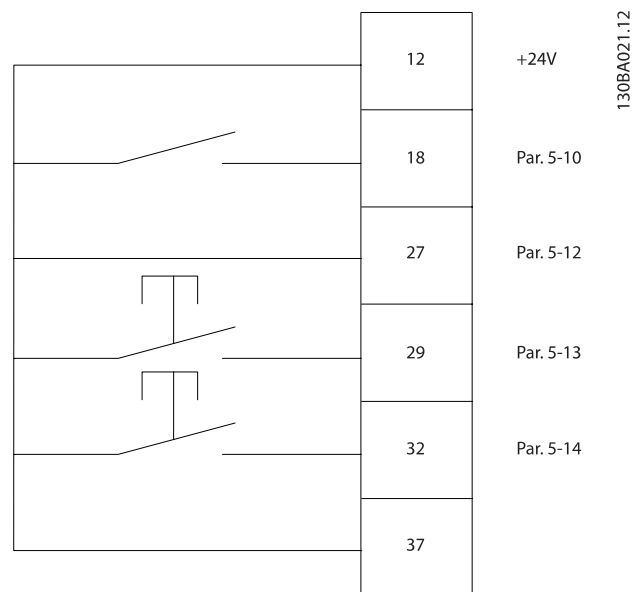 12 +24V
18 Par. 5-10
27 Par. 5-12
29 Par. 5-13
32 Par. 5-14
37
130BA021.12